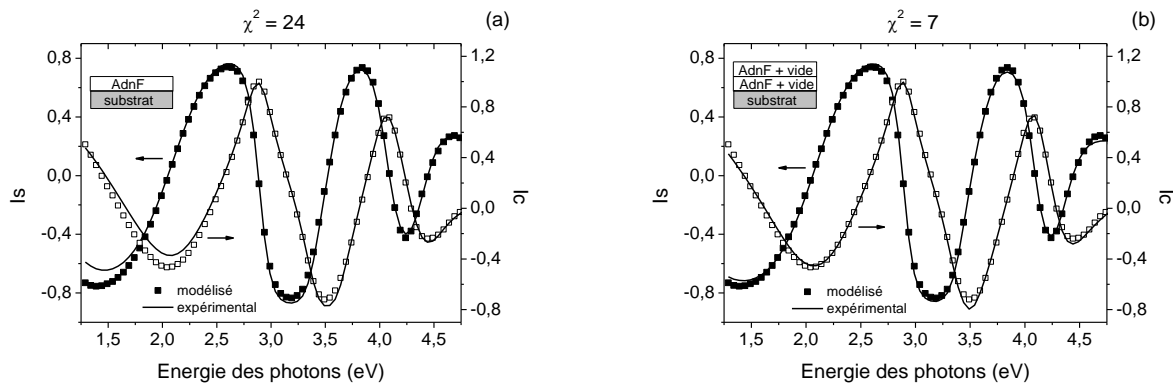 χ² = 24
(a)
Is
0,8
0,4
0,0
-0,4
-0,8
AdnF
substrat
modélisé
expérimental
1,2
0,8
0,4
0,0
-0,4
-0,8
Ic
1,5 2,0 2,5 3,0 3,5 4,0 4,5
Energie des photons (eV)
χ² = 7
(b)
Is
0,8
0,4
0,0
-0,4
-0,8
AdnF + vide
AdnF + vide
substrat
modélisé
expérimental
1,2
0,8
0,4
0,0
-0,4
-0,8
Ic
1,5 2,0 2,5 3,0 3,5 4,0 4,5
Energie des photons (eV)